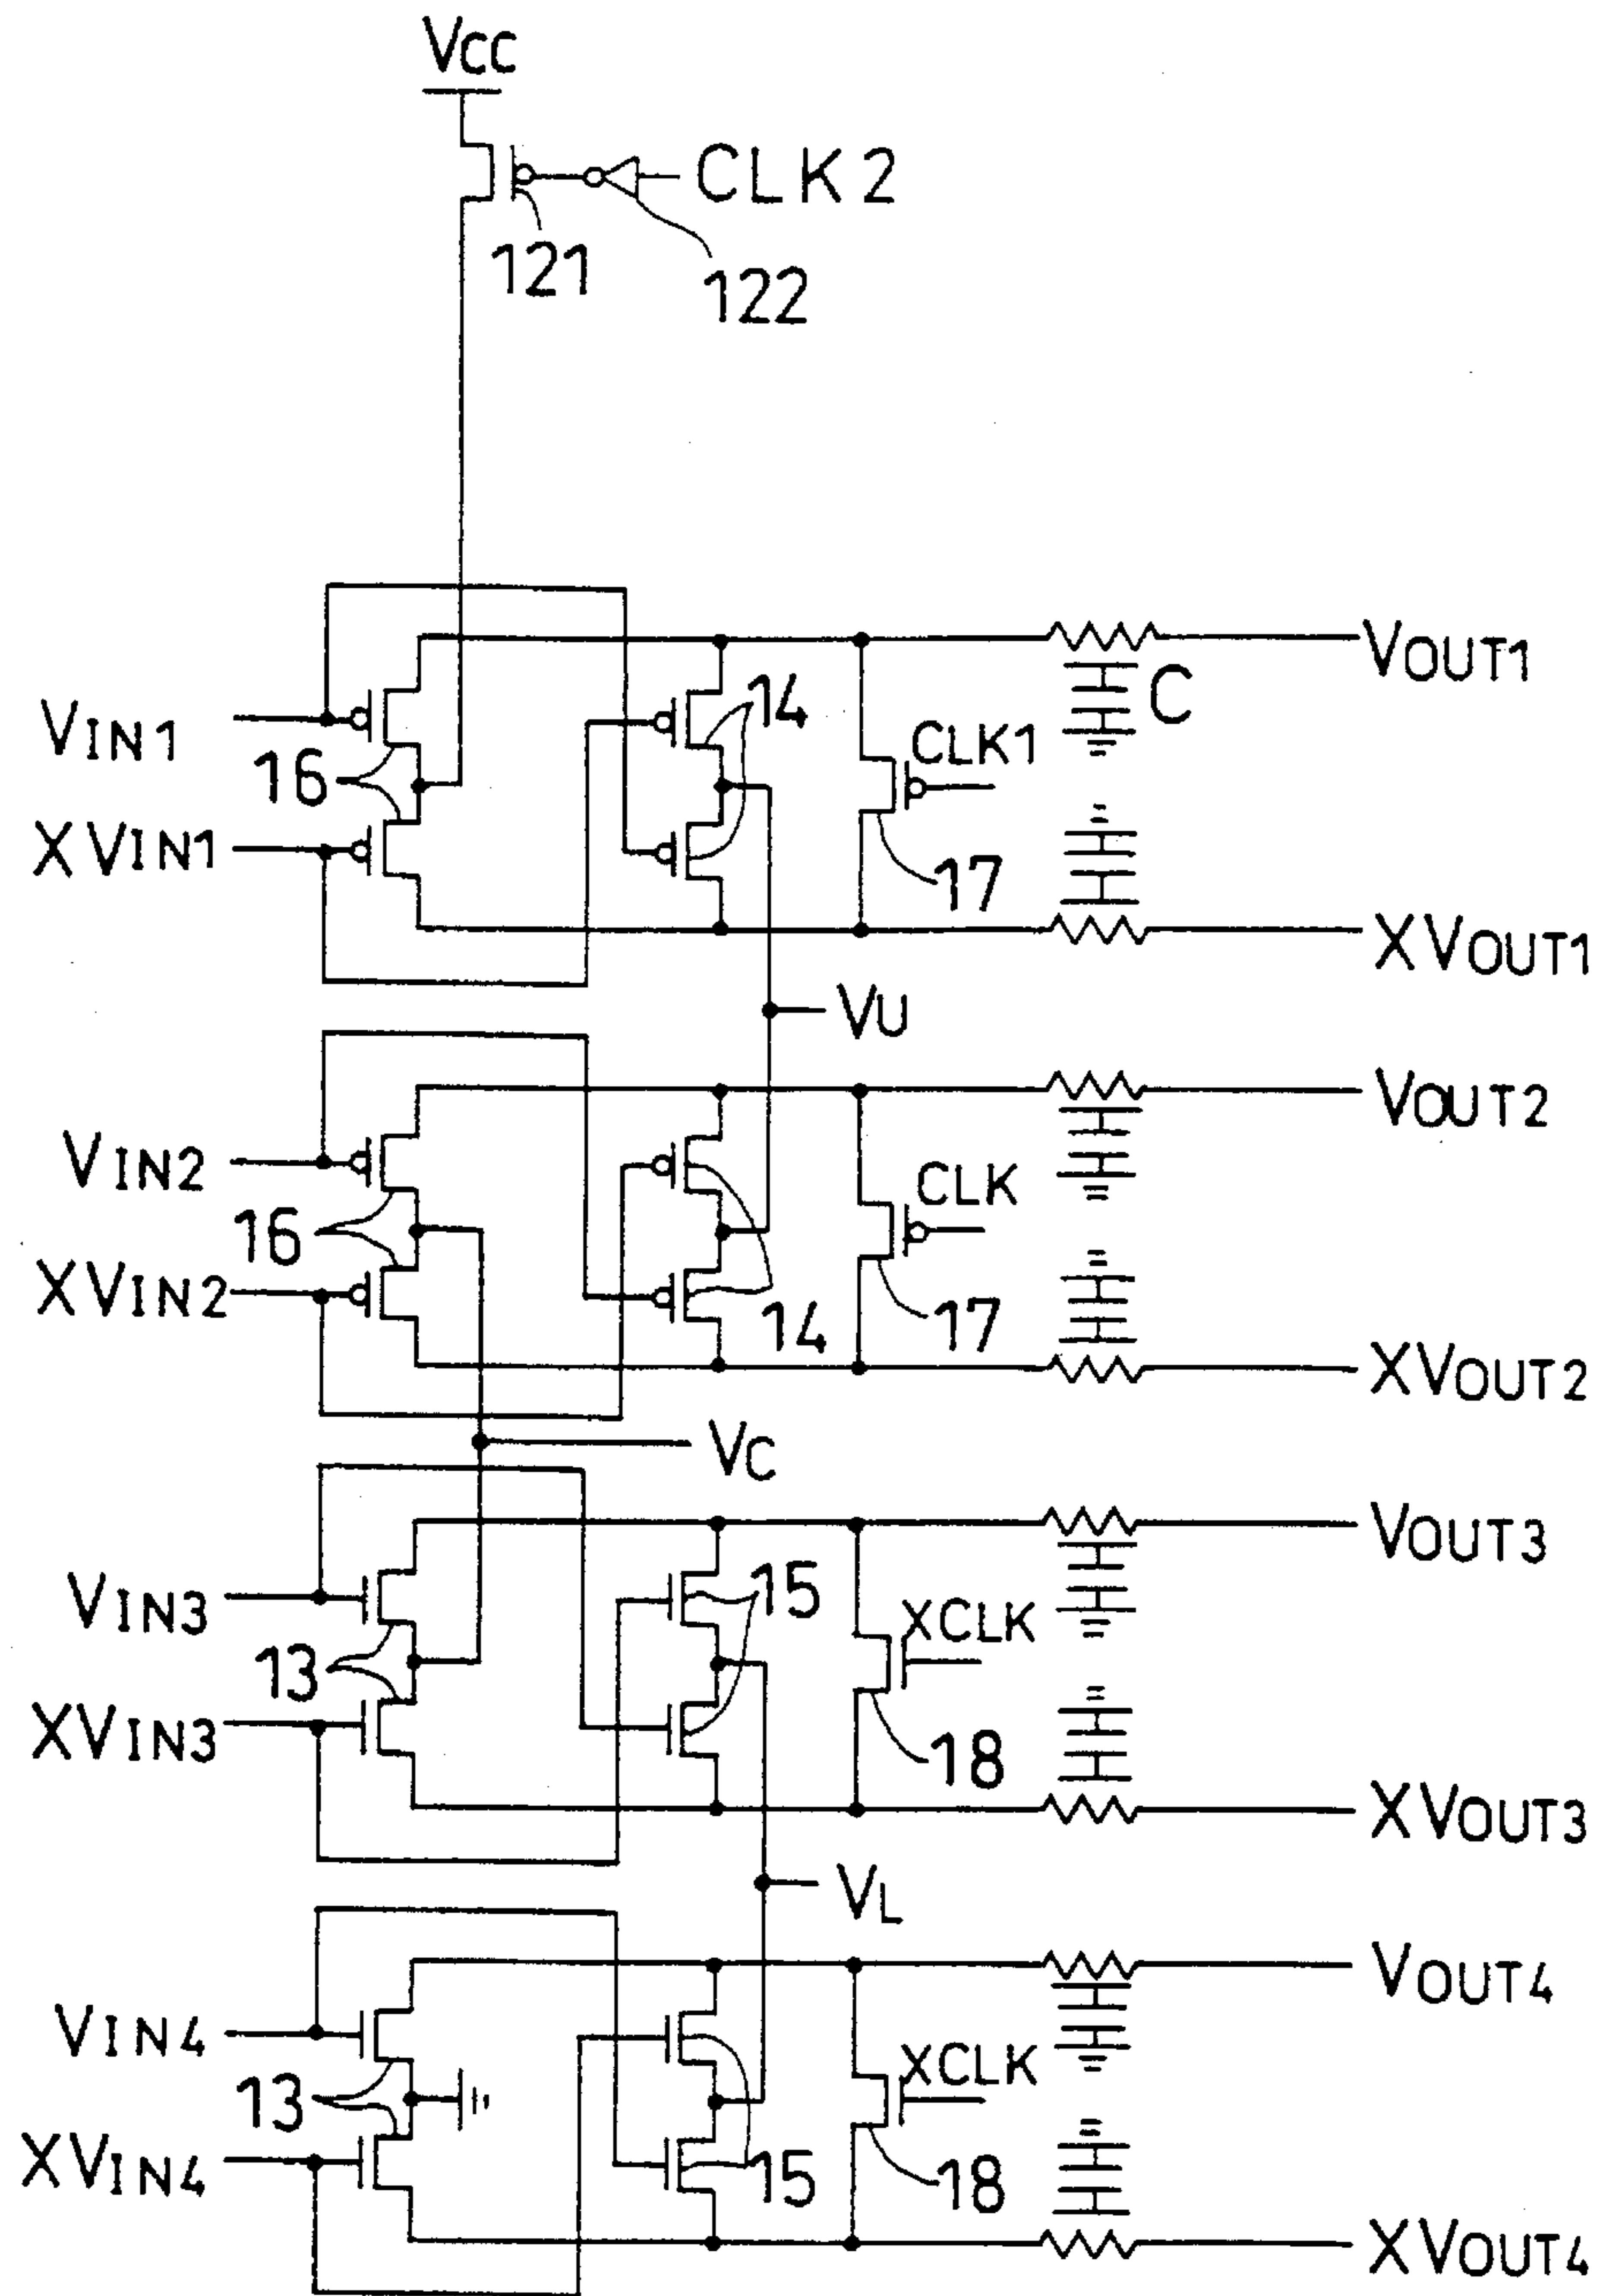 VCC
CLK2
121
122
VOUT1
C
14
VIN1
CLK1
16
XVIN1
17
XVOUT1
VU
VOUT2
VIN2
CLK
16
XVIN2
14
17
XVOUT2
VC
VOUT3
15
VIN3
XCLK
13
XVIN3
18
XVOUT3
VL
VOUT4
VIN4
XCLK
13
XVIN4
15
18
XVOUT4